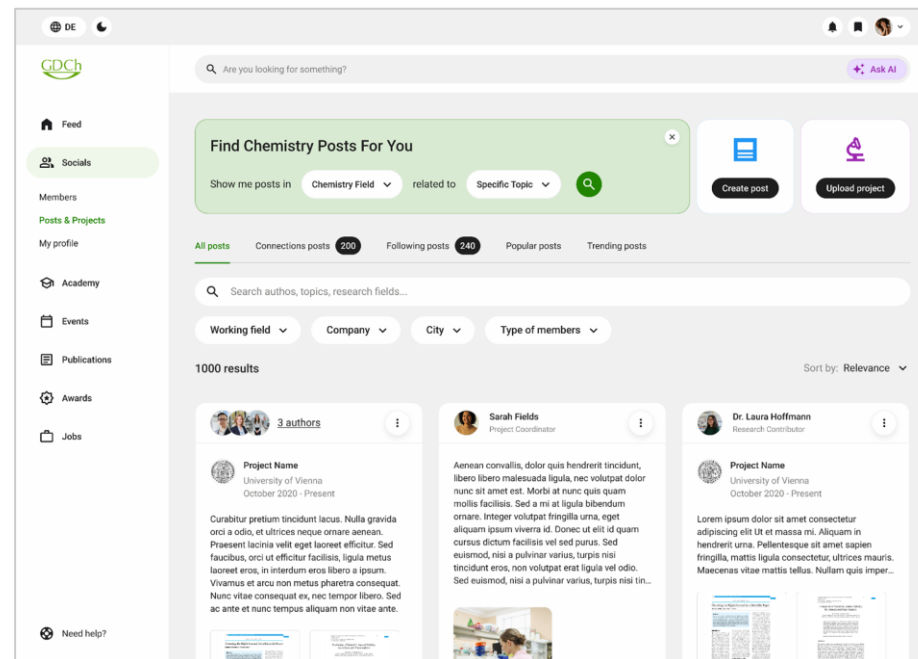 DE
GDCh
Are you looking for something?
Ask AI
Feed
Socials
Members
Posts & Projects
My profile
Academy
Events
Publications
Awards
Jobs
Need help?
Find Chemistry Posts For You
Show me posts in Chemistry Field related to Specific Topic
Create post
Upload project
All posts Connections posts 200 Following posts 240 Popular posts Trending posts
Search authos, topics, research fields...
Working field Company City Type of members
1000 results
Sort by: Relevance
3 authors
Project Name
University of Vienna
October 2020 - Present
Curabitur pretium tincidunt lacus. Nulla gravida
orci a odio, et ultrices neque ornare aenean.
Praesent lacinia velit eget laoreet efficitur. Sed
faucibus, orci ut efficitur facilisis, ligula metus
laoreet eros, in interdum eros libero a ipsum.
Vivamus et arcu non metus pharetra consequat.
Nunc vitae consequat ex, nec tempor libero. Sed
ac ante et nunc tempus aliquam non vitae ante.
Sarah Fields
Project Coordinator
Aenean convallis, dolor quis hendrerit tincidunt,
libero libero malesuada ligula, nec volutpat dolor
nunc sit amet est. Morbi at nunc quis quam
mollis facilisis. Sed a mi at ligula bibendum
ornare. Integer volutpat fringilla urna, eget
aliquam ipsum viverra id. Donec ut elit id quam
cursus dictum facilisis vel sed purus. Sed
euismod, nisi a pulvinar varius, turpis nisi
tincidunt eros, non volutpat erat ligula vel odio.
Sed euismod, nisi a pulvinar varius, turpis nisi tin...
Dr. Laura Hoffmann
Research Contributor
Project Name
University of Vienna
October 2020 - Present
Lorem ipsum dolor sit amet consectetur
adipiscing elit Ut et massa mi. Aliquam in
hendrerit urna. Pellentesque sit amet sapien
fringilla, mattis ligula consectetur, ultrices mauris.
Maecenas vitae mattis tellus. Nullam quis imper...